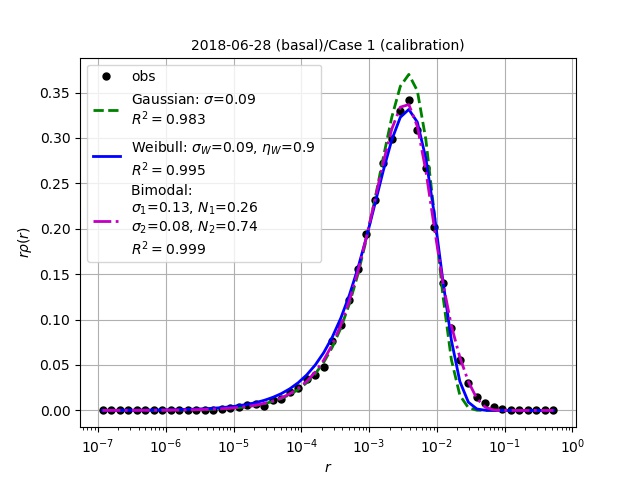 2018-06-28 (basal)/Case 1 (calibration)
obs
Gaussian: σ=0.09
R² = 0.983
Weibull: σ_W=0.09, η_W=0.9
R² = 0.995
Bimodal:
σ₁=0.13, N₁=0.26
σ₂=0.08, N₂=0.74
R² = 0.999
rρ(r)
0.35
0.30
0.25
0.20
0.15
0.10
0.05
0.00
10⁻⁷ 10⁻⁶ 10⁻⁵ 10⁻⁴ 10⁻³ 10⁻² 10⁻¹ 10⁰
r